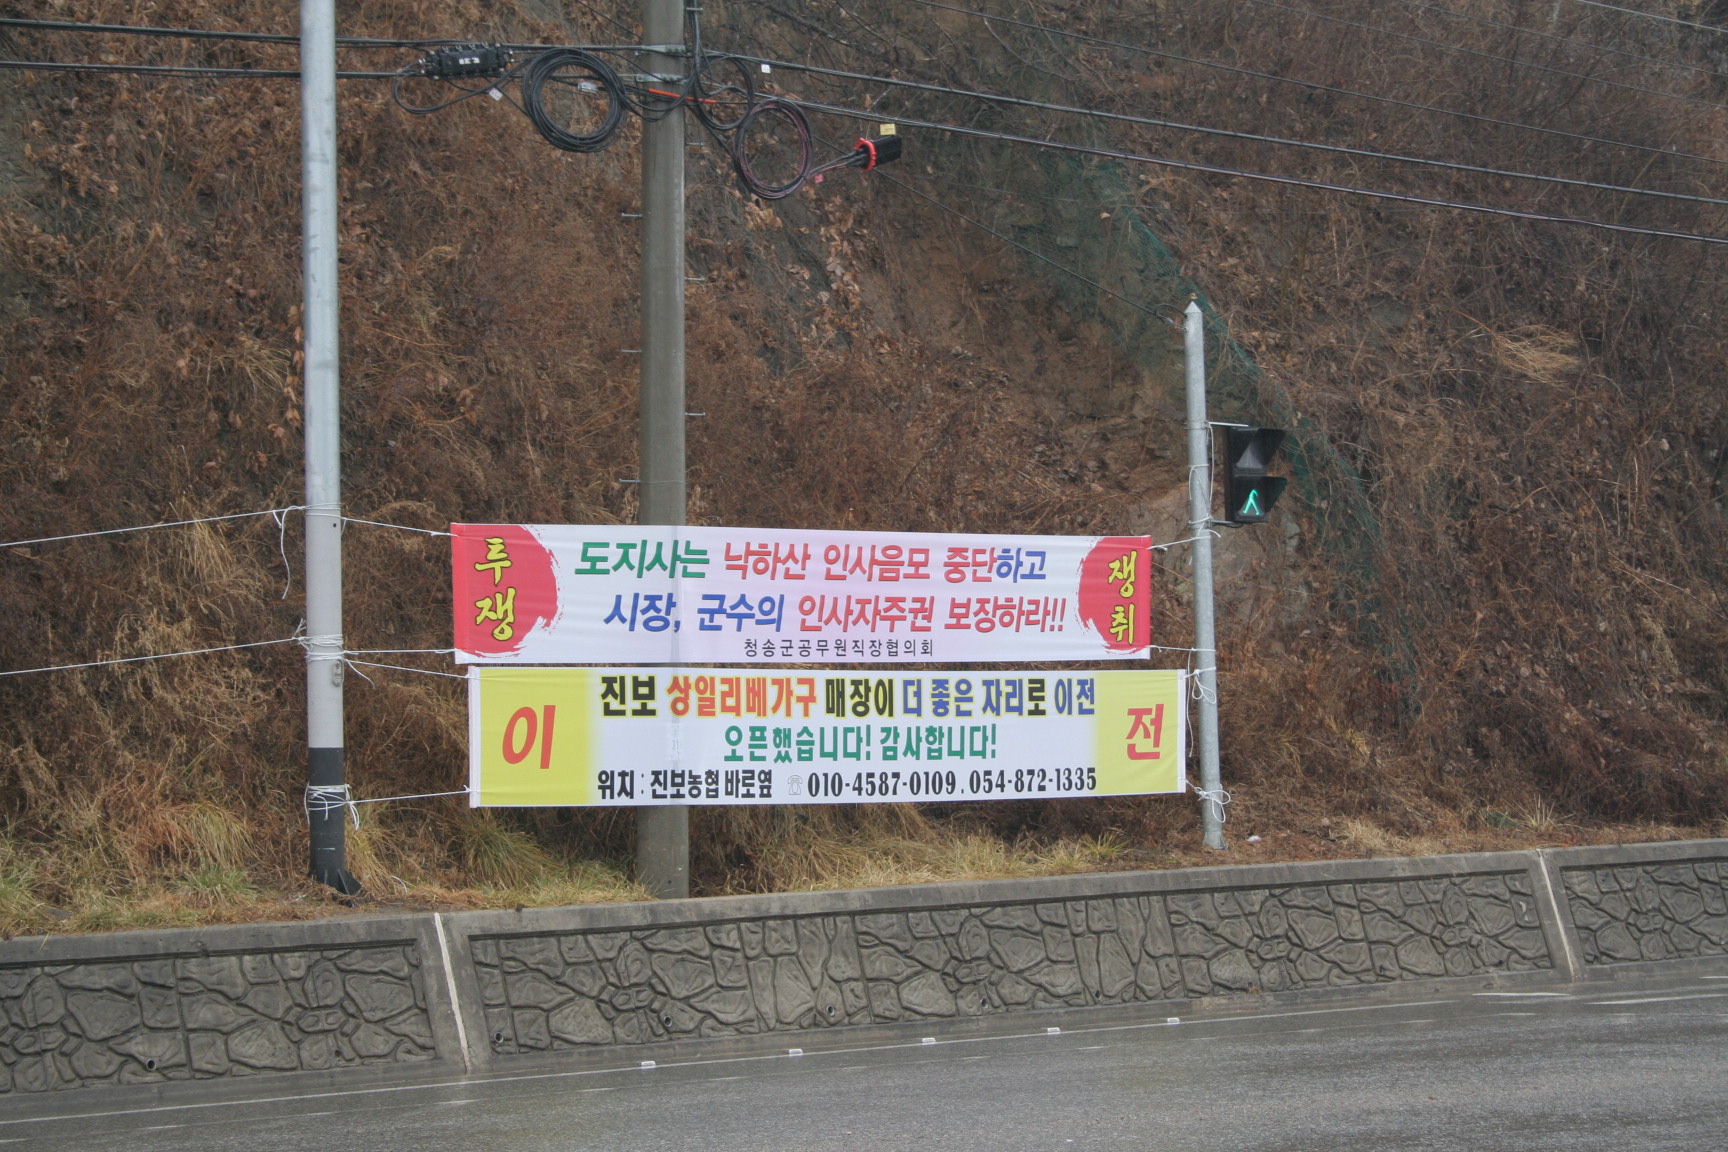 투쟁
도지사는 낙하산 인사음모 중단하고
시장, 군수의 인사자주권 보장하라!!
청송군공무원직장협의회
쟁취
이
진보 상일리베가구 매장이 더 좋은 자리로 이전
오픈했습니다! 감사합니다!
위치 : 진보농협 바로옆 ☏ 010-4587-0109 . 054-872-1335
전